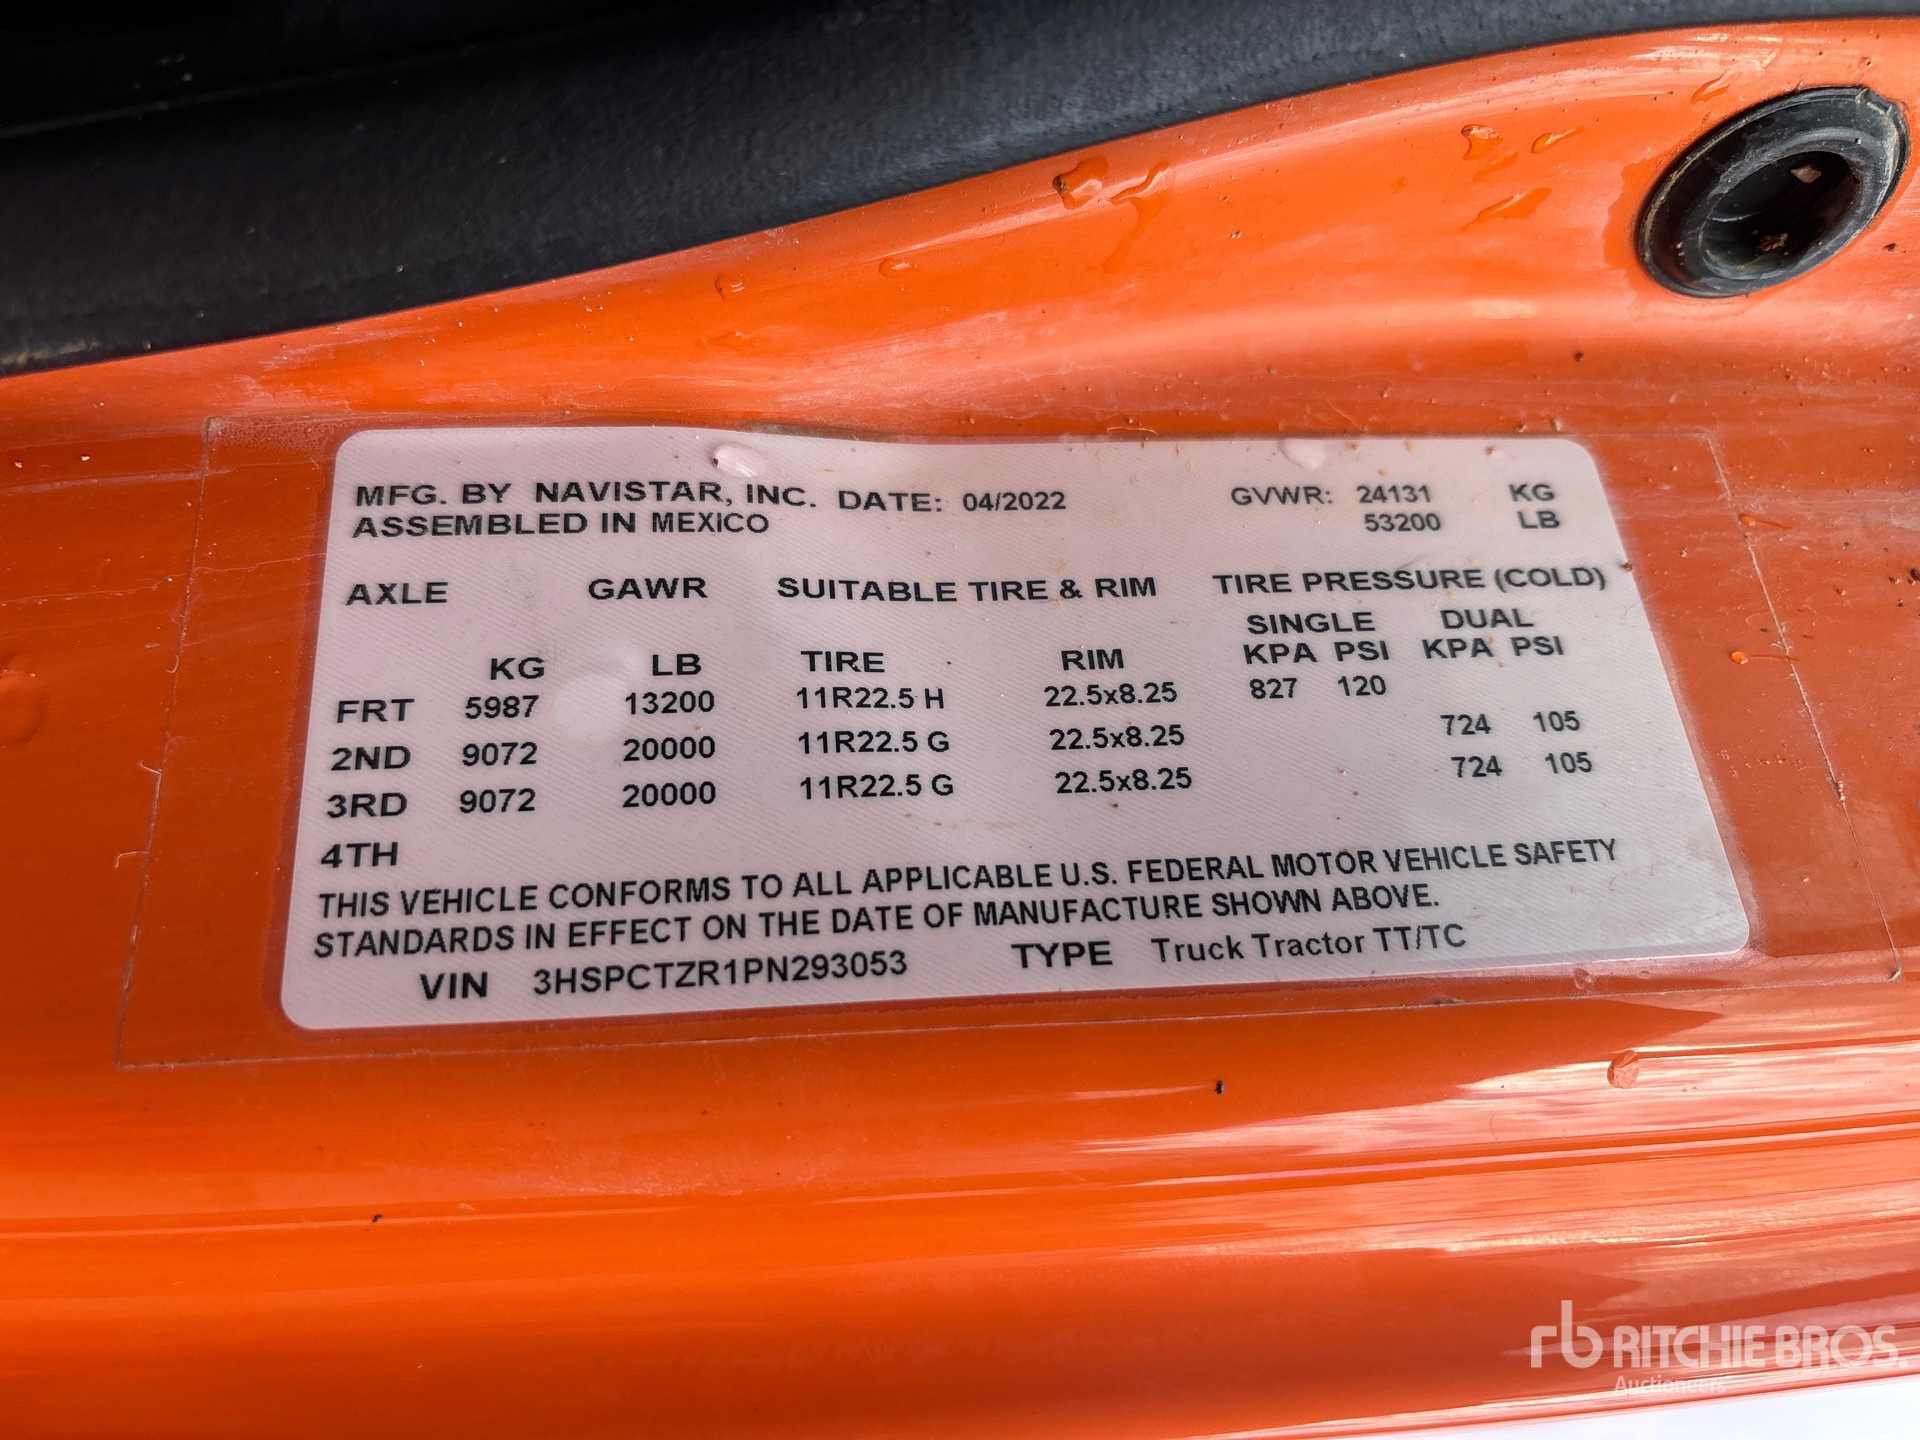 MFG. BY NAVISTAR, INC. DATE: 04/2022 GVWR: 24131 KG
ASSEMBLED IN MEXICO 53200 LB
AXLE GAWR SUITABLE TIRE & RIM TIRE PRESSURE (COLD)
SINGLE DUAL
KG LB TIRE RIM KPA PSI KPA PSI
FRT 5987 13200 11R22.5 H 22.5x8.25 827 120
2ND 9072 20000 11R22.5 G 22.5x8.25 724 105
3RD 9072 20000 11R22.5 G 22.5x8.25 724 105
4TH
THIS VEHICLE CONFORMS TO ALL APPLICABLE U.S. FEDERAL MOTOR VEHICLE SAFETY
STANDARDS IN EFFECT ON THE DATE OF MANUFACTURE SHOWN ABOVE.
VIN 3HSPCTZR1PN293053 TYPE Truck Tractor TT/TC
rb RITCHIE BROS.
Auctioneers